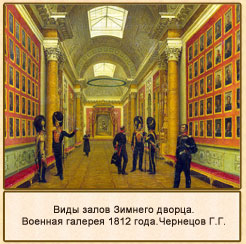 Виды залов Зимнего дворца.
Военная галерея 1812 года.Чернецов Г.Г.